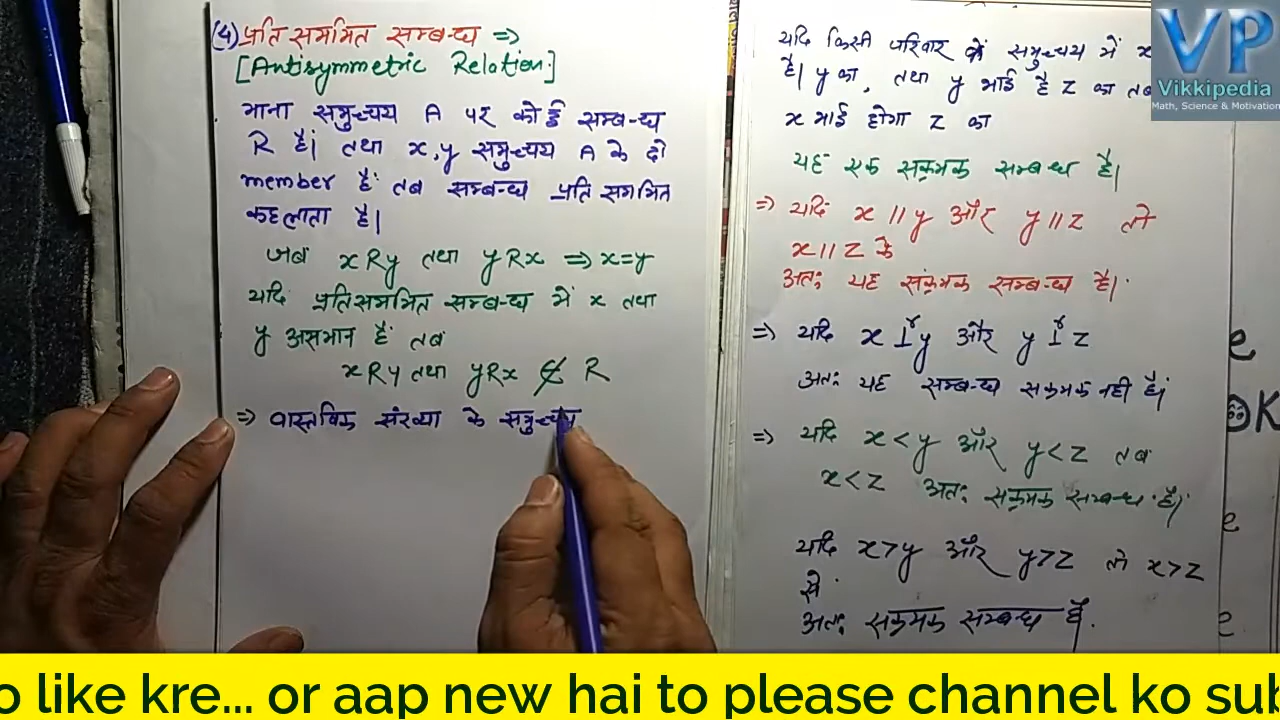 (4) प्रति सममित सम्बन्ध ⇒
[Antisymmetric Relation]
माना समुच्चय A पर कोई सम्बन्ध
R है। तथा x,y समुच्चय A के दो
member हैं तब सम्बन्ध प्रति सममित
कहलाता है।
जब xRy तथा yRx ⇒ x=y
यदि प्रतिसममित सम्बन्ध में x तथा
y असमान हैं तब
xRy तथा yRx ⊄ R
⇒ वास्तविक संख्या के समुच्चय
यदि किसी परिवार के समुच्चय में x
है। y का, तथा y भाई है z का तब
x भाई होगा z का
यह एक सक्रमक सम्बन्ध है।
⇒ यदि x // y और y // z तो
x // z के
अतः यह संक्रमक सम्बन्ध है।
⇒ यदि x ⊥r y और y ⊥r z
अतः यह सम्बन्ध सक्रमक नही है।
⇒ यदि x < y और y < z तब
x < z अतः सक्रमक सम्बन्ध है।
यदि x > y और y > z तो x > z
से
अतः सक्रमक सम्बन्ध है.
VP
Vikkipedia
Math, Science & Motivation
e
OK
e
e
o like kre... or aap new hai to please channel ko sub